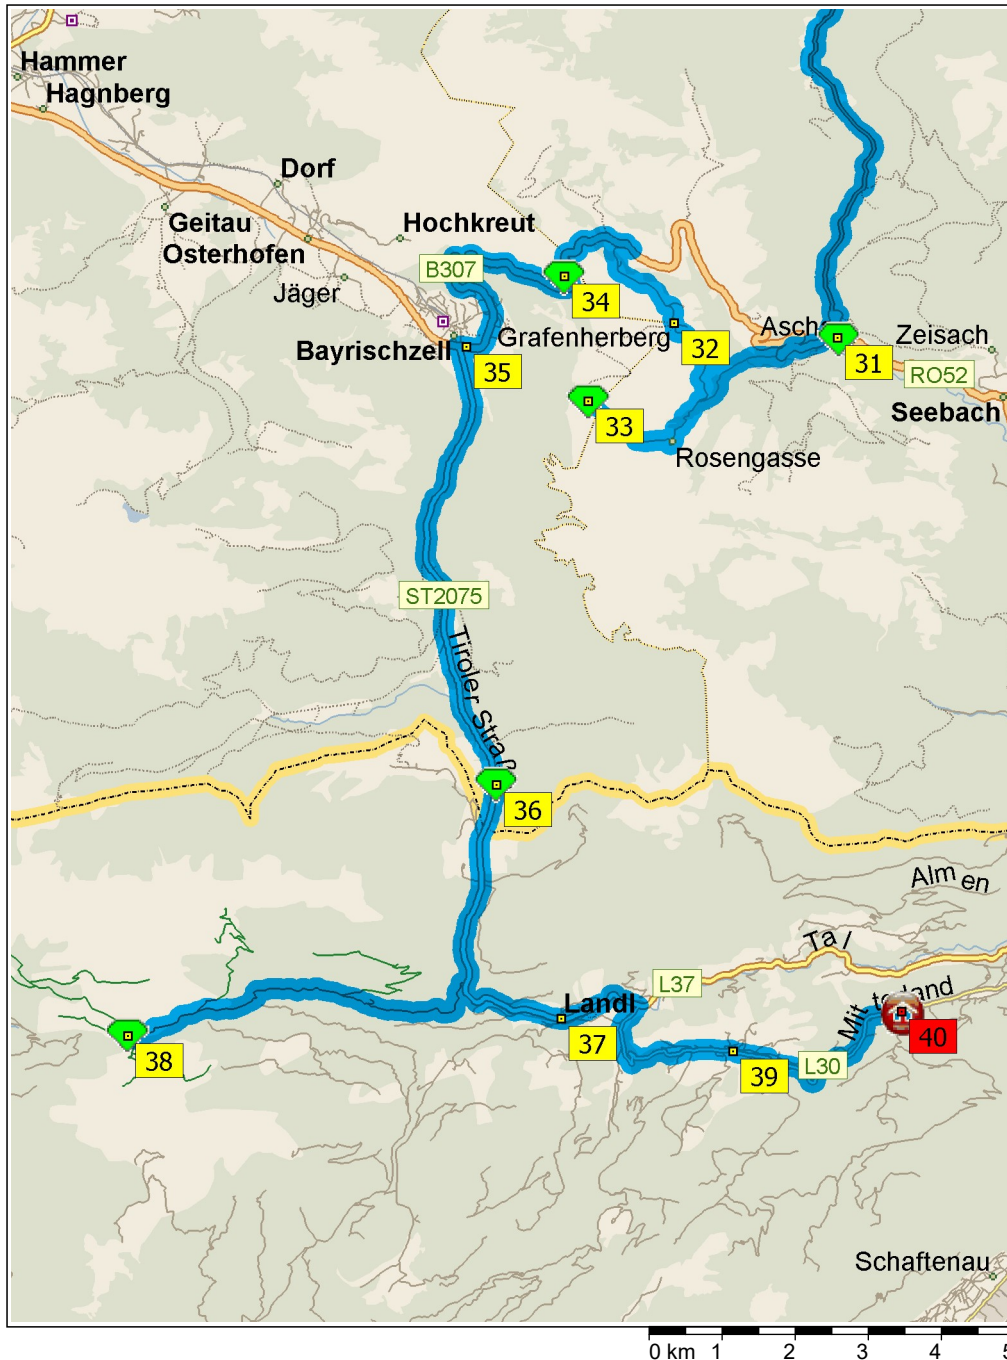 Hammer
Hagnberg
Dorf
Geitau
Osterhofen
Hochkreut
Jäger
B307
34
Grafenherberg
32
Asch
31
Zeisach
RO52
Seebach
Bayrischzell
35
33
Rosengasse
ST2075
Tiroler Straß
36
Almen
Tal
L37
Landl
Mitterland
37
38
39
L30
40
Schaftenau
0 km 1 2 3 4 5